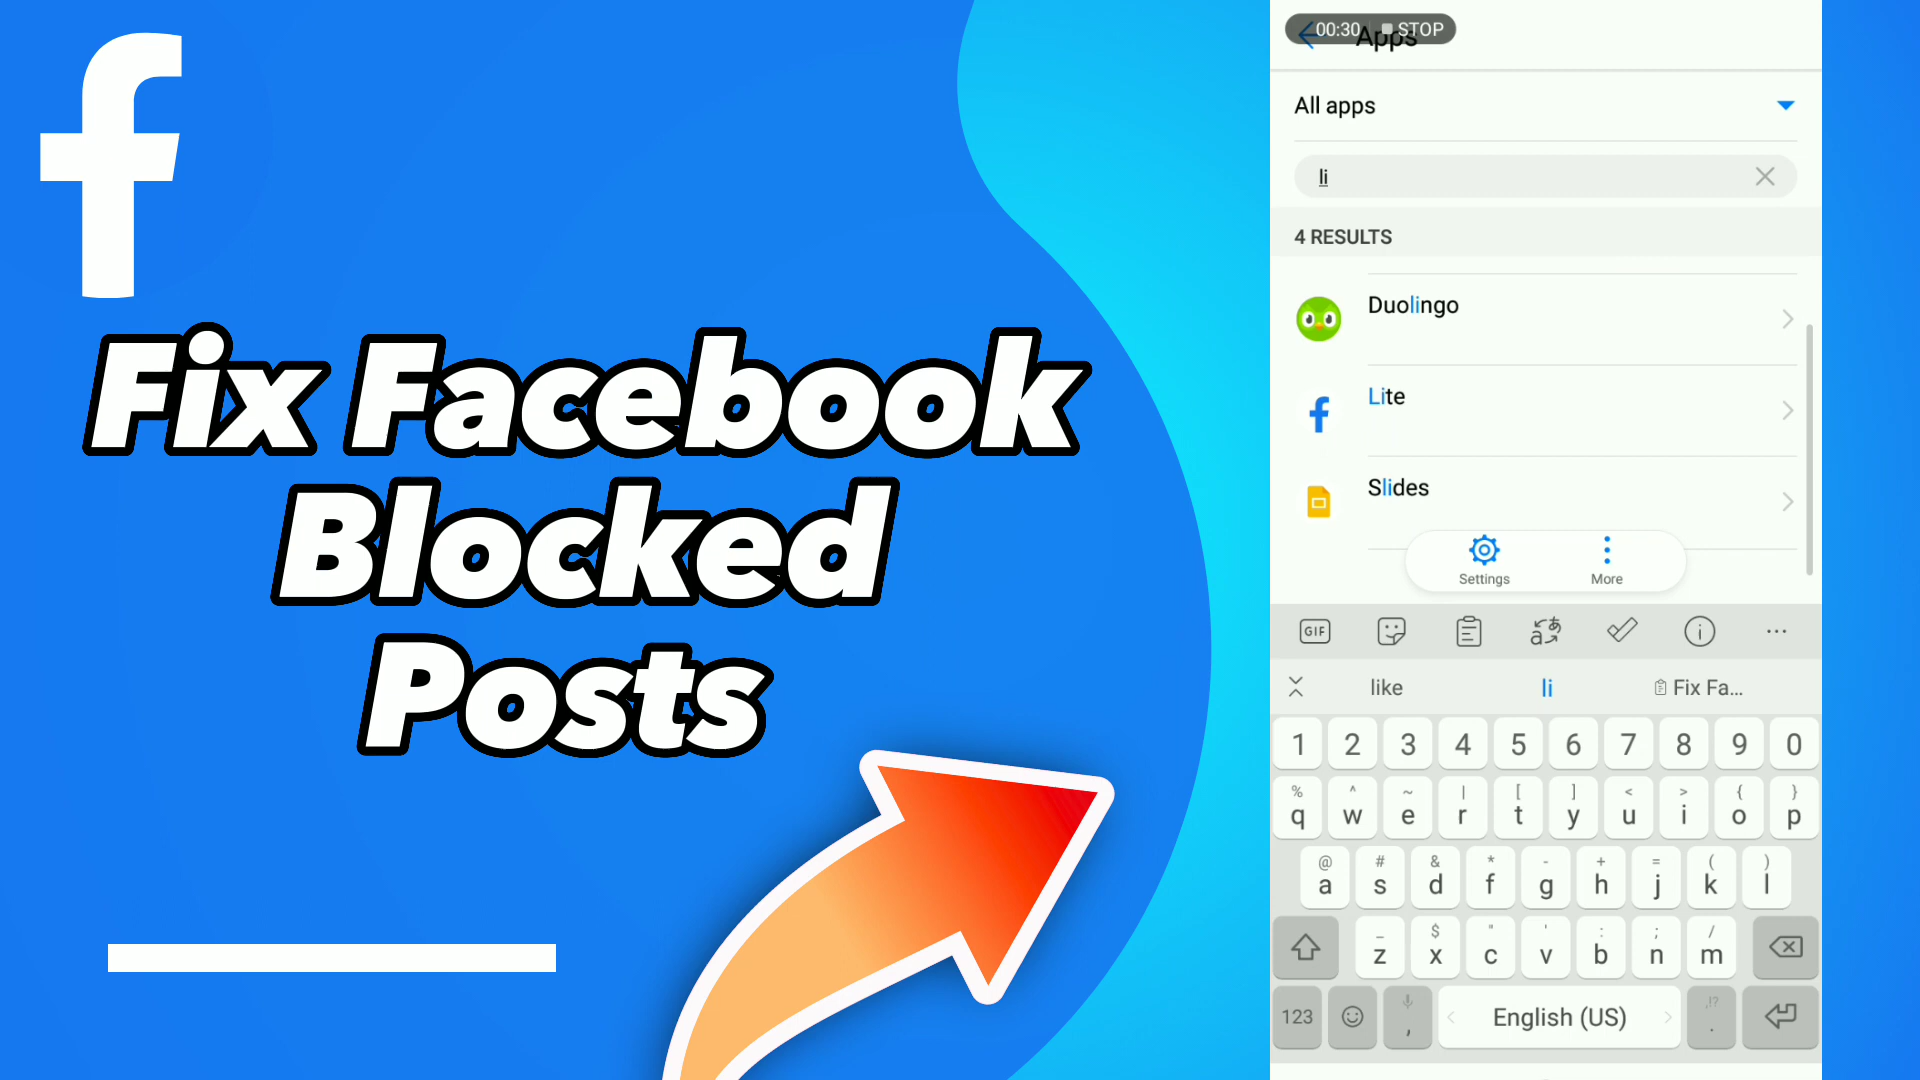 Fix Facebook
Blocked
Posts
00:30 STOP
Apps
All apps
li
4 RESULTS
Duolingo
Lite
Slides
Settings More
GIF
like li Fix Fa...
1 2 3 4 5 6 7 8 9 0
% ^ ~ | [ ] < > { }
q w e r t y u i o p
@ # & * - + = ( )
a s d f g h j k l
_ $ " ' : ; /
z x c v b n m
123 , English (US) .!? .